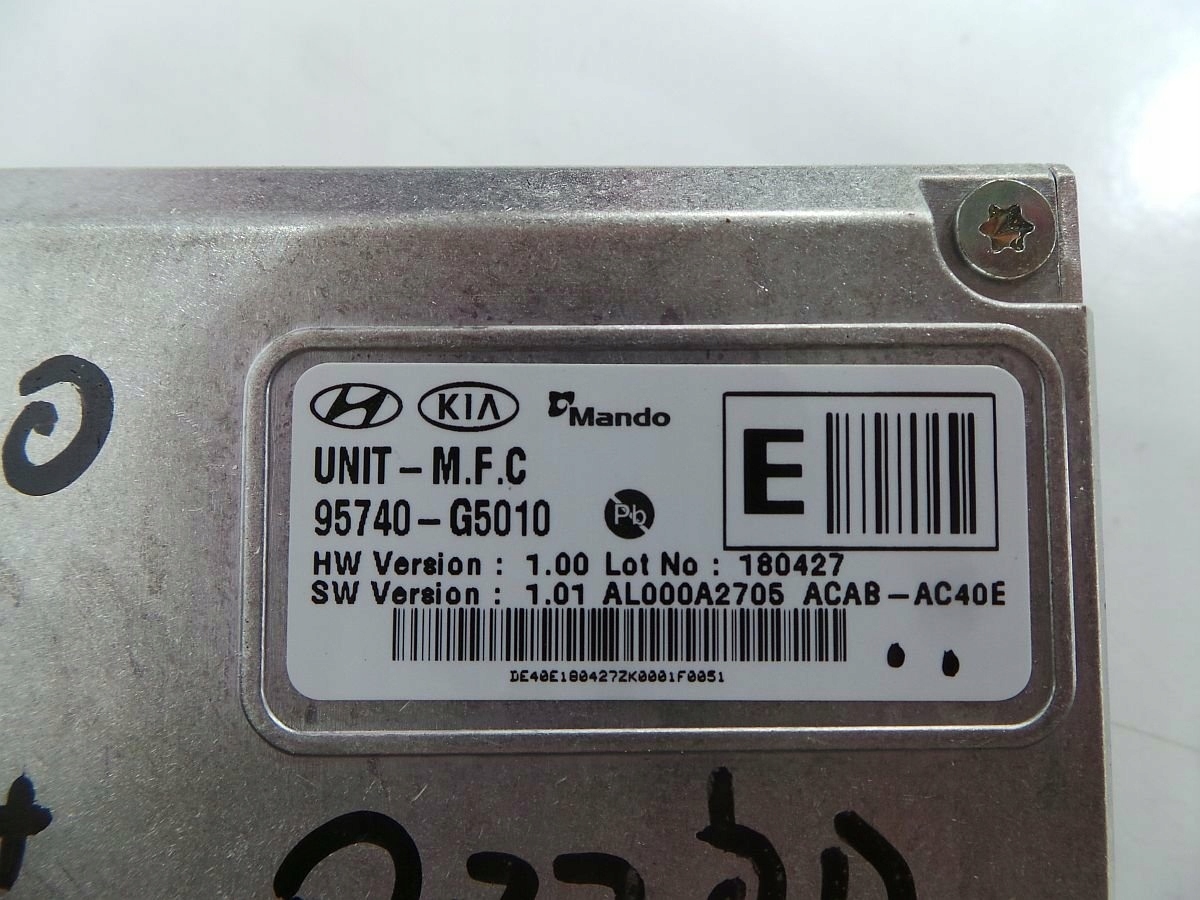 KIA Mando
UNIT-M.F.C
95740-G5010
Pb
E
HW Version : 1.00 Lot No : 180427
SW Version : 1.01 AL000A2705 ACAB-AC40E
DE40E180427ZK0001F0051